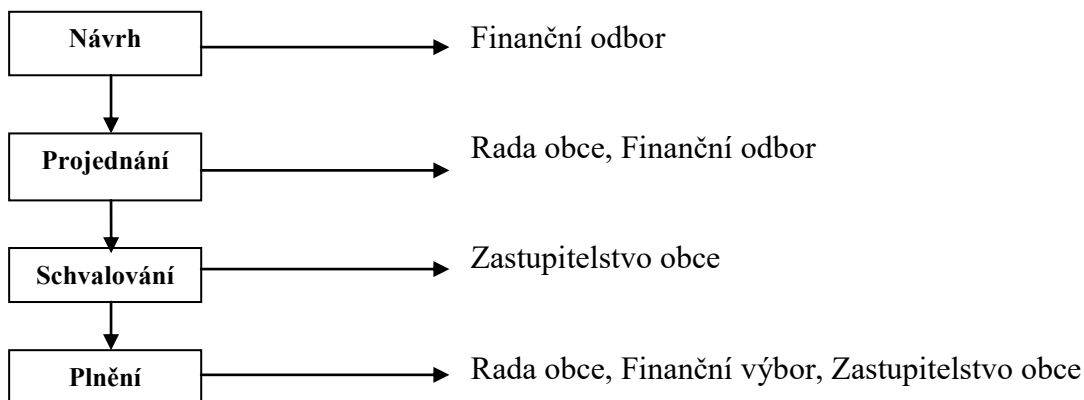 Návrh
Finanční odbor
Projednání
Rada obce, Finanční odbor
Schvalování
Zastupitelstvo obce
Plnění
Rada obce, Finanční výbor, Zastupitelstvo obce